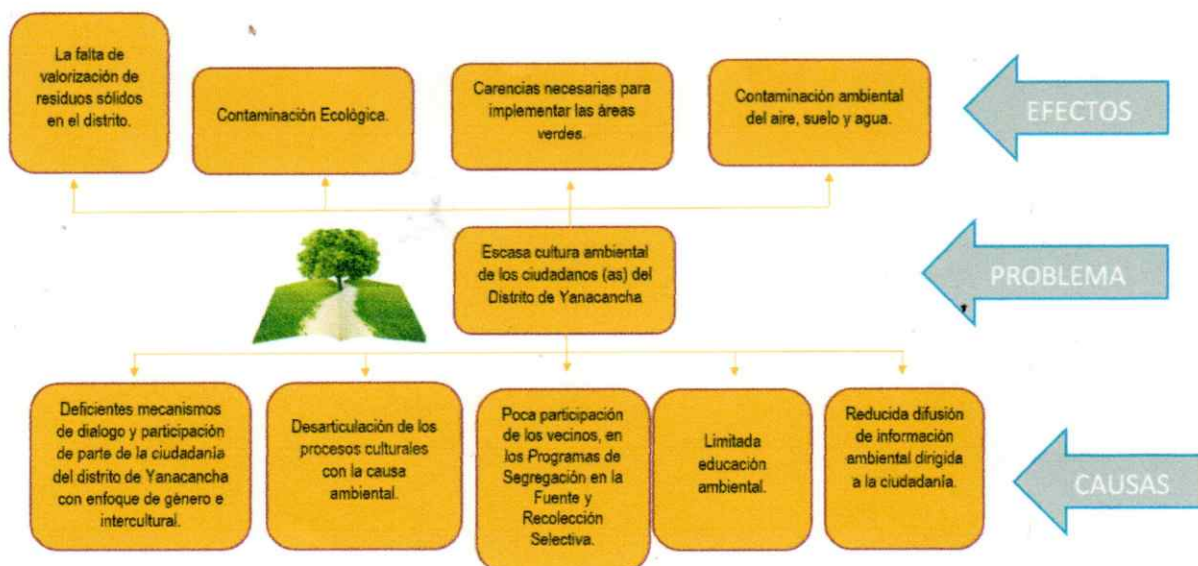 La falta de
valorización de
residuos sólidos
en el distrito.
Contaminación Ecológica.
Carencias necesarias para
implementar las áreas
verdes.
Contaminación ambiental
del aire, suelo y agua.
EFECTOS
Escasa cultura ambiental
de los ciudadanos (as) del
Distrito de Yanacancha
PROBLEMA
Deficientes mecanismos
de dialogo y participación
de parte de la ciudadanía
del distrito de Yanacancha
con enfoque de género e
intercultural.
Desarticulación de los
procesos culturales
con la causa
ambiental.
Poca participación
de los vecinos, en
los Programas de
Segregación en la
Fuente y
Recolección
Selectiva.
Limitada
educación
ambiental.
Reducida difusión
de información
ambiental dirigida
a la ciudadanía.
CAUSAS